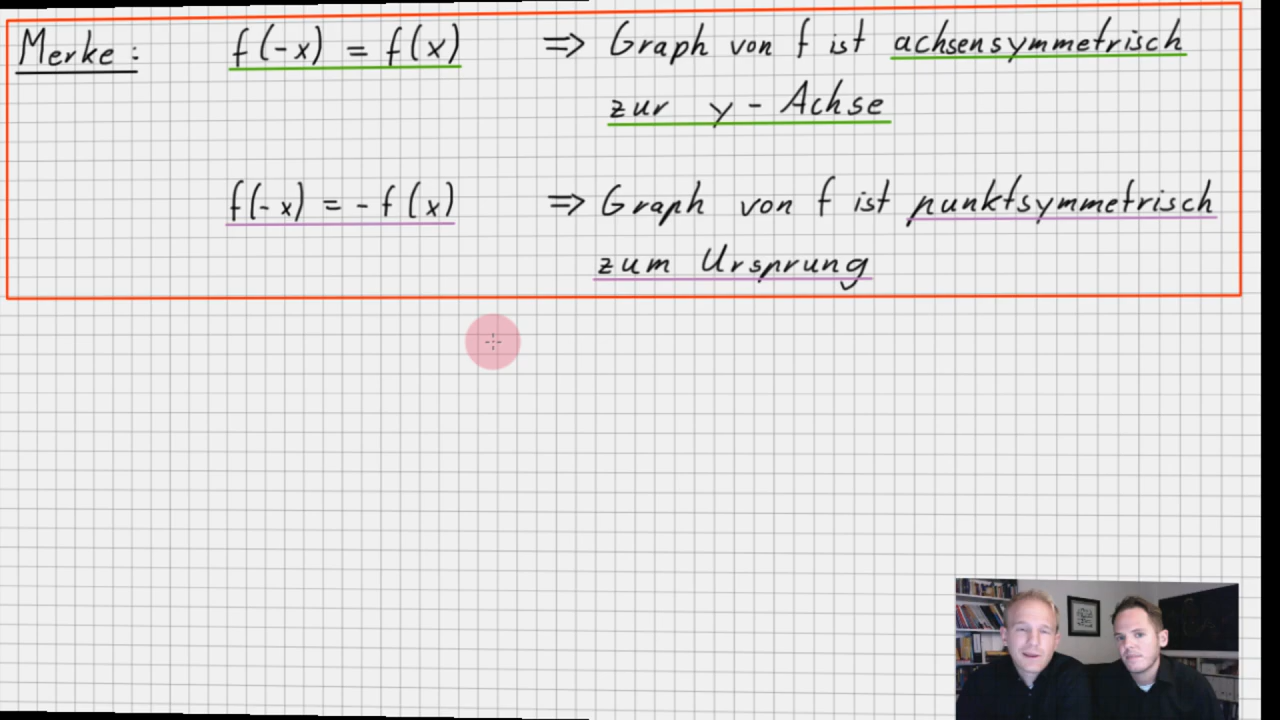 Merke: f(-x) = f(x) => Graph von f ist achsensymmetrisch
zur y-Achse
f(-x) = -f(x) => Graph von f ist punktsymmetrisch
zum Ursprung